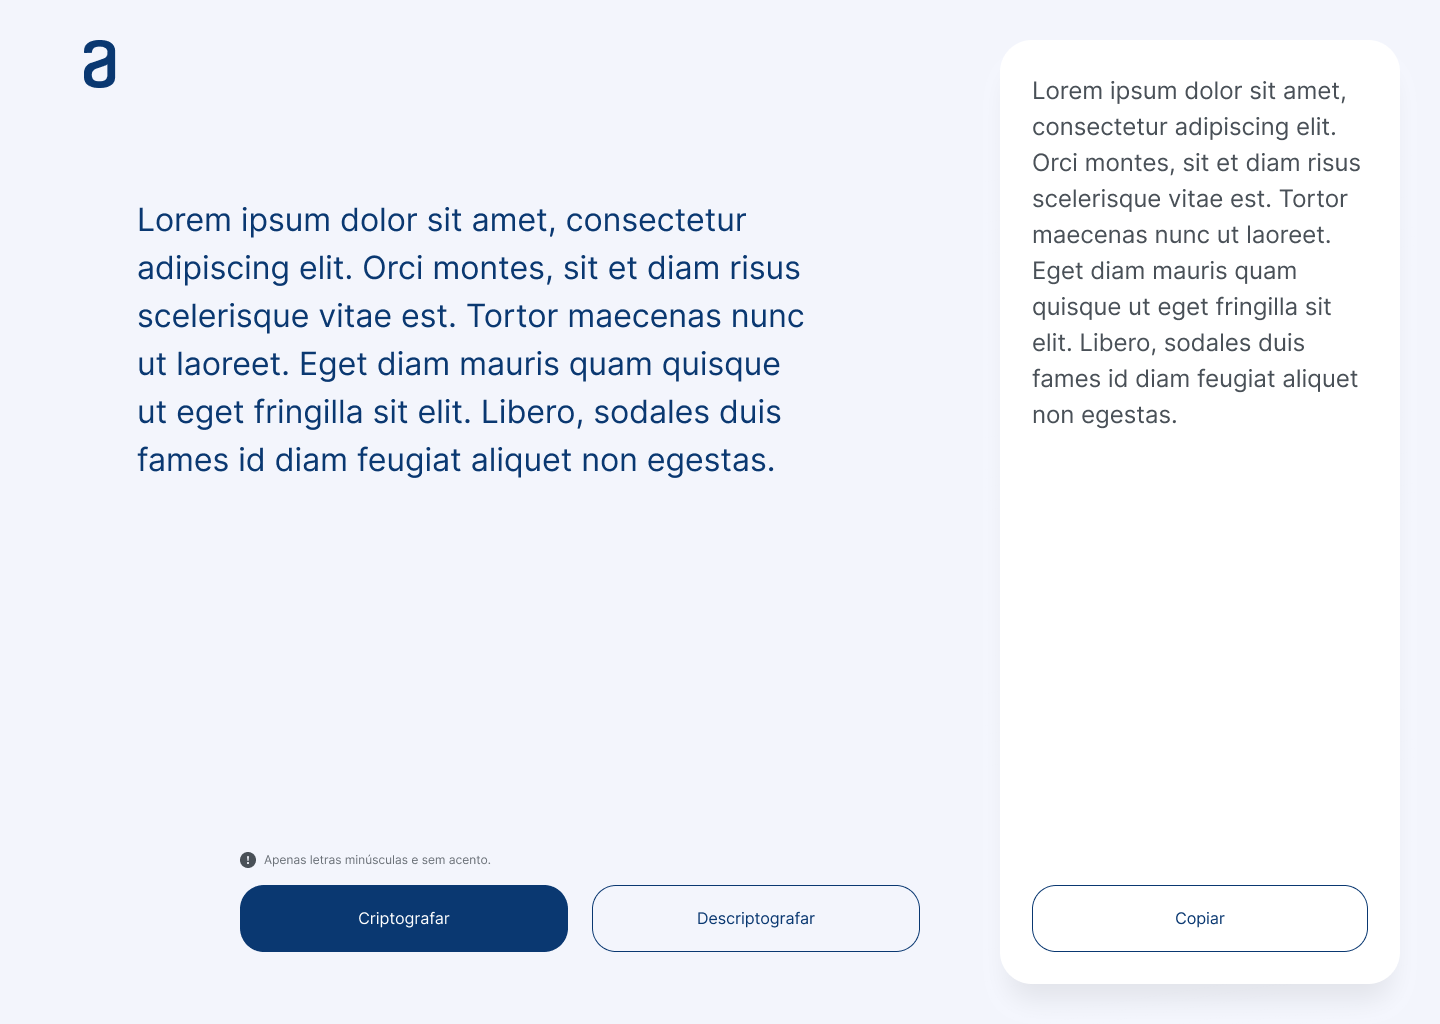 a
Lorem ipsum dolor sit amet, consectetur
adipiscing elit. Orci montes, sit et diam risus
scelerisque vitae est. Tortor maecenas nunc
ut laoreet. Eget diam mauris quam quisque
ut eget fringilla sit elit. Libero, sodales duis
fames id diam feugiat aliquet non egestas.
Apenas letras minúsculas e sem acento.
Criptografar
Descriptografar
Lorem ipsum dolor sit amet,
consectetur adipiscing elit.
Orci montes, sit et diam risus
scelerisque vitae est. Tortor
maecenas nunc ut laoreet.
Eget diam mauris quam
quisque ut eget fringilla sit
elit. Libero, sodales duis
fames id diam feugiat aliquet
non egestas.
Copiar